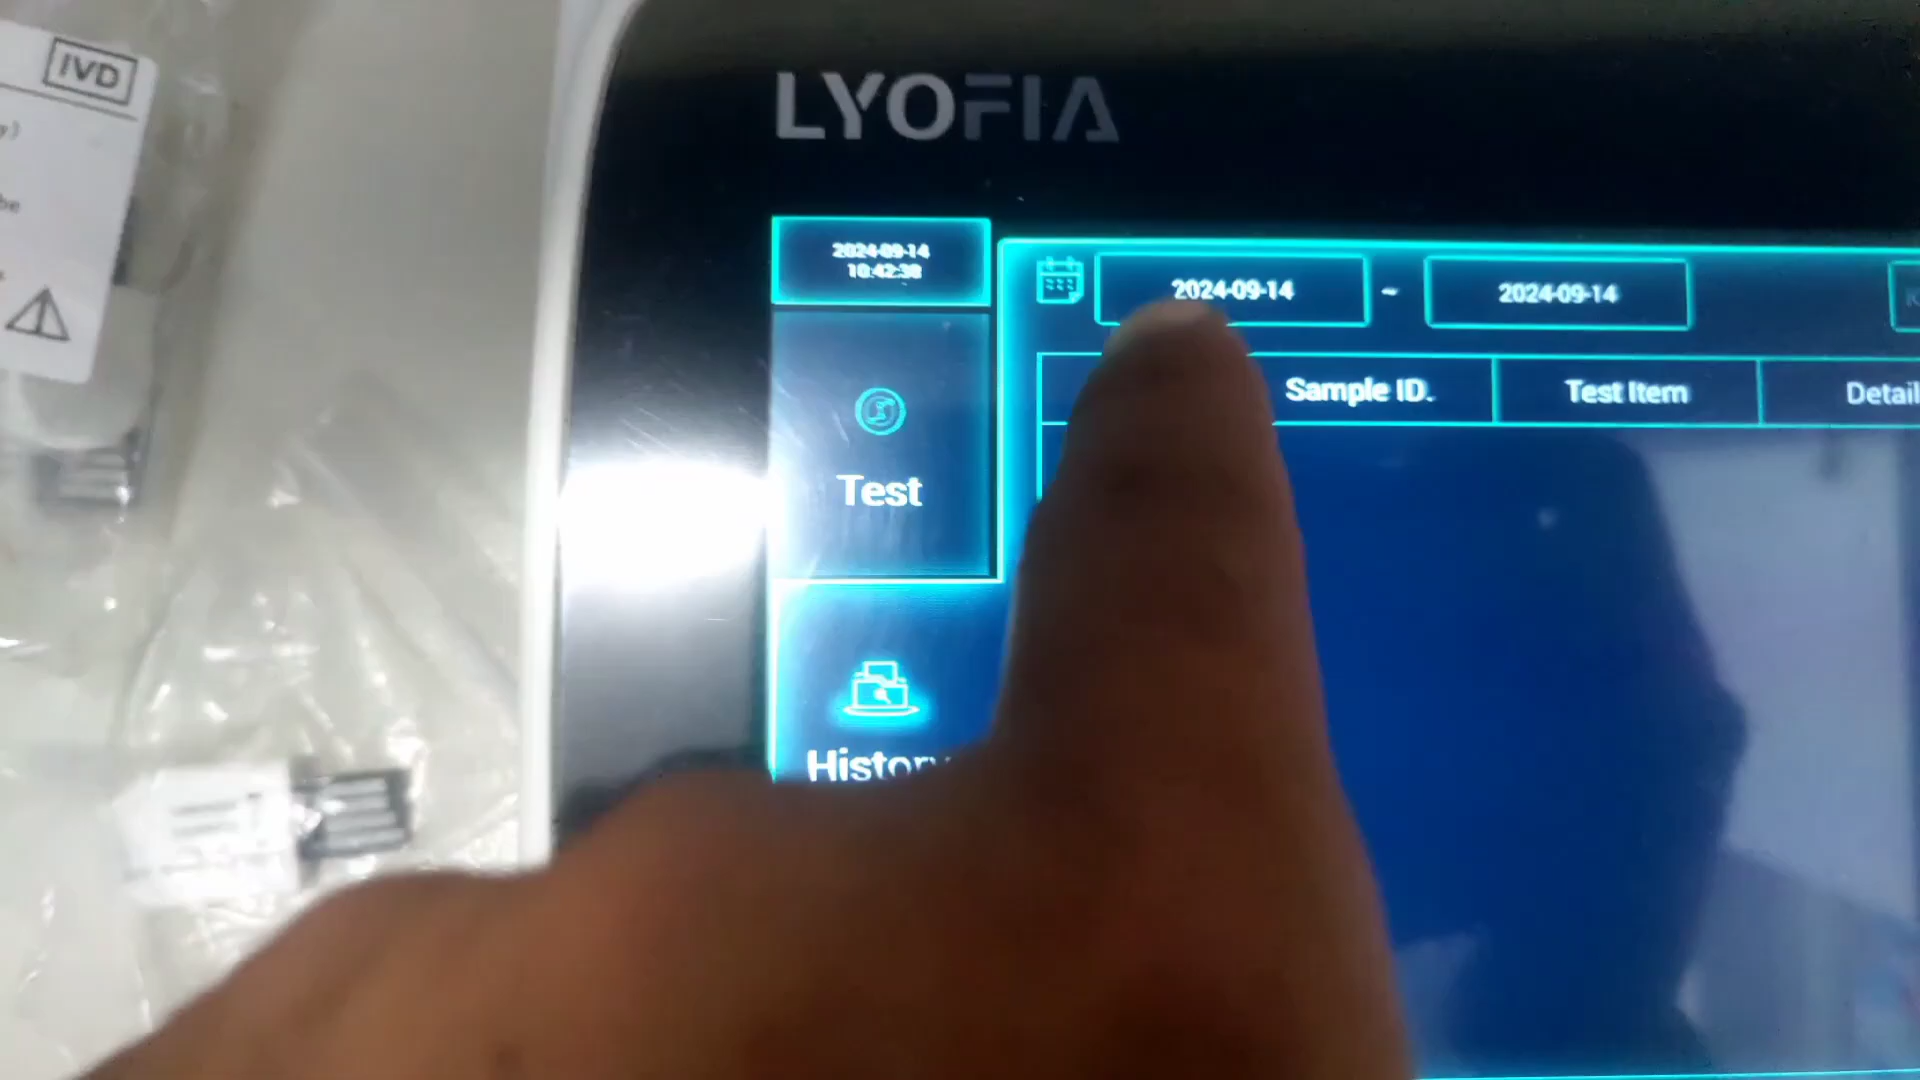 IVD
LYOFIA
2024-09-14
10:42:38
2024-09-14 ~ 2024-09-14
Sample ID. Test Item Detail
Test
History